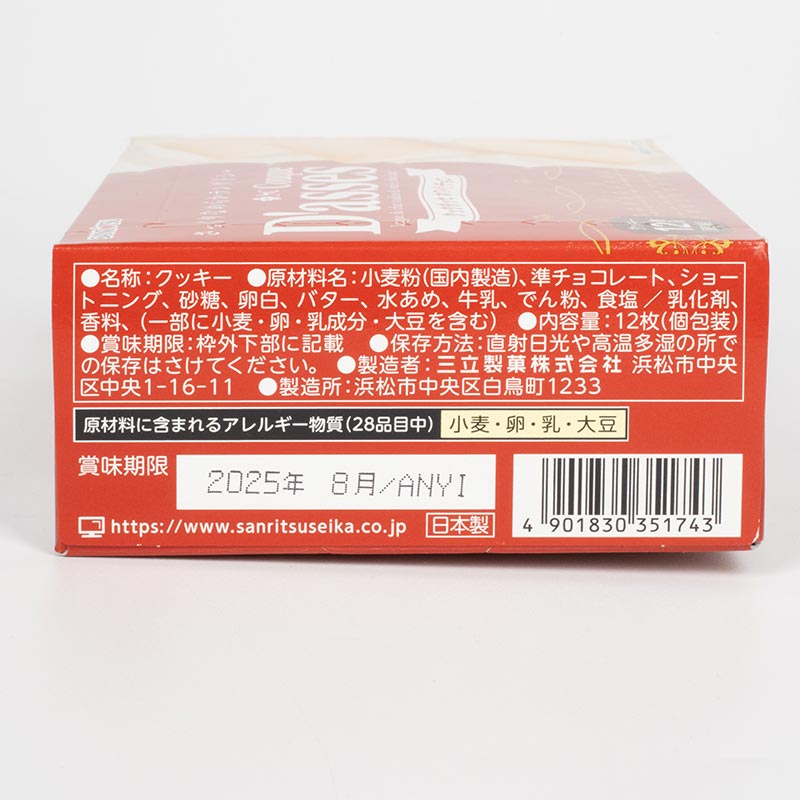 D'asses
●名称：クッキー ●原材料名：小麦粉(国内製造)、準チョコレート、ショー
トニング、砂糖、卵白、バター、水あめ、牛乳、でん粉、食塩／乳化剤、
香料、(一部に小麦・卵・乳成分・大豆を含む) ●内容量：12枚(個包装)
●賞味期限：枠外下部に記載 ●保存方法：直射日光や高温多湿の所で
の保存はさけてください。 ●製造者：三立製菓株式会社 浜松市中央
区中央1-16-11 ●製造所：浜松市中央区白鳥町1233
原材料に含まれるアレルギー物質(28品目中) 小麦・卵・乳・大豆
賞味期限 2025年 8月/ANYI
https://www.sanritsuseika.co.jp 日本製
4 901830 351743